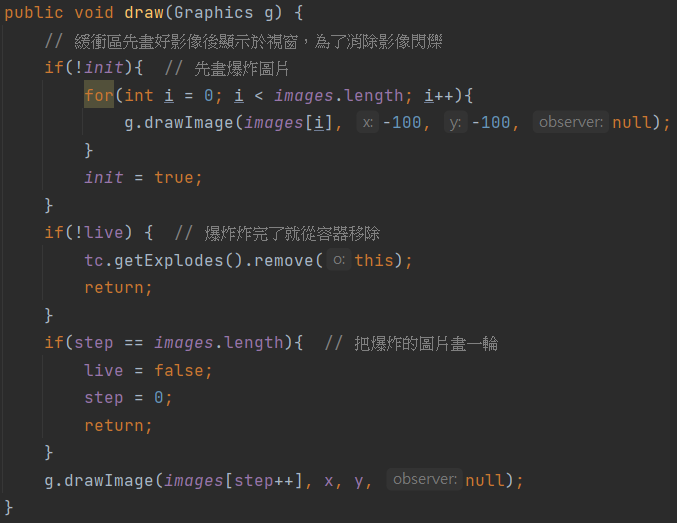 public void draw(Graphics g) {
// 緩衝區先畫好影像後顯示於視窗，為了消除影像閃爍
if(!init){ // 先畫爆炸圖片
for(int i = 0; i < images.length; i++){
g.drawImage(images[i], x: -100, y: -100, observer: null);
}
init = true;
}
if(!live) { // 爆炸炸完了就從容器移除
tc.getExplodes().remove( o: this);
return;
}
if(step == images.length){ // 把爆炸的圖片畫一輪
live = false;
step = 0;
return;
}
g.drawImage(images[step++], x, y, observer: null);
}